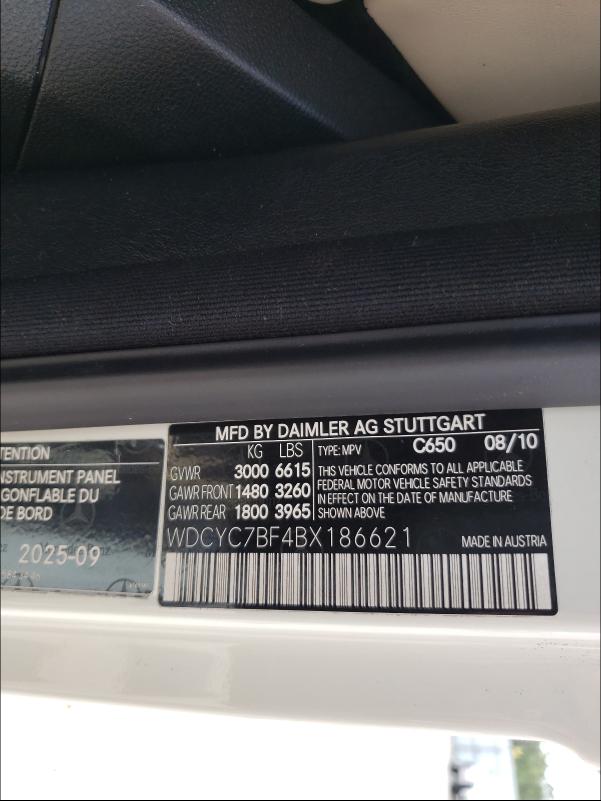 TENTION
INSTRUMENT PANEL
GONFLABLE DU
DE BORD
2025-09
MFD BY DAIMLER AG STUTTGART
KG LBS TYPE: MPV C650 08/10
GVWR 3000 6615 THIS VEHICLE CONFORMS TO ALL APPLICABLE
FEDERAL MOTOR VEHICLE SAFETY STANDARDS
GAWR FRONT 1480 3260 IN EFFECT ON THE DATE OF MANUFACTURE
GAWR REAR 1800 3965 SHOWN ABOVE
WDCYC7BF4BX186621 MADE IN AUSTRIA